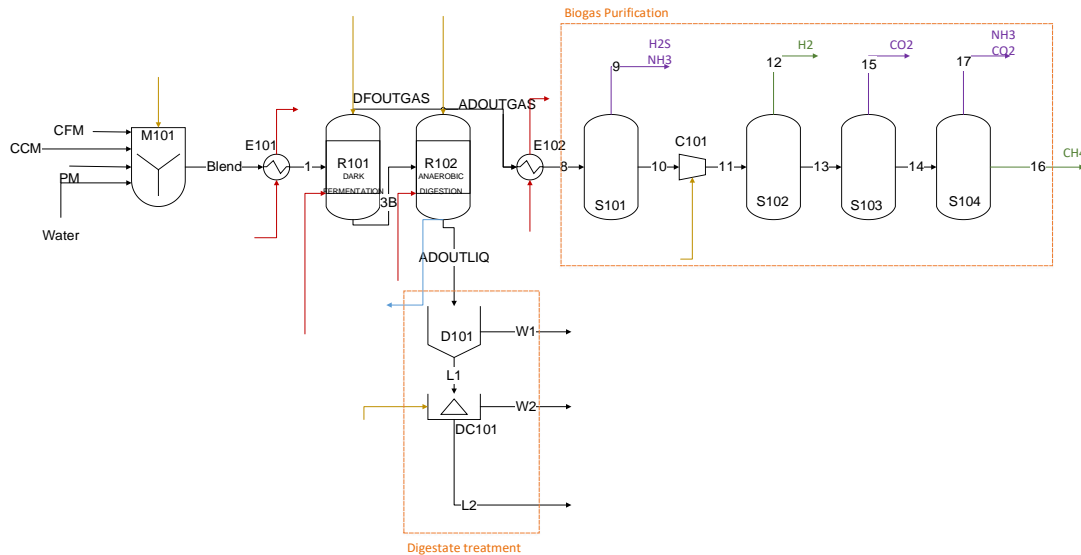 Biogas Purification
H2S
NH3
9
H2
12
CO2
15
NH3
CO2
17
DFOUTGAS
ADOUTGAS
CFM
M101
CCM
PM
Water
Blend
E101
1
R101
DARK
FERMENTATION
3B
R102
ANAEROBIC
DIGESTION
E102
8
S101
10
C101
11
S102
13
S103
14
S104
16
CH4
ADOUTLIQ
D101
W1
L1
W2
DC101
L2
Digestate treatment